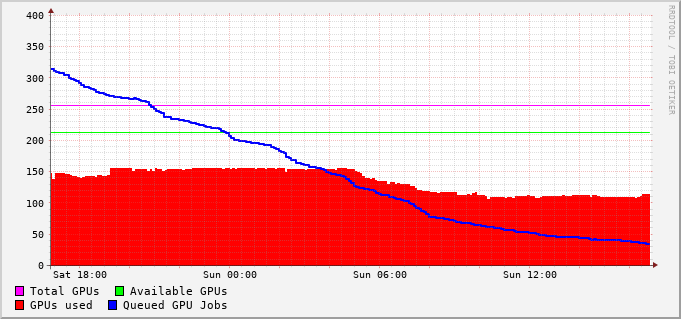 400
350
300
250
200
150
100
50
0
Sat 18:00 Sun 00:00 Sun 06:00 Sun 12:00
Total GPUs Available GPUs
GPUs used Queued GPU Jobs
RRDTOOL / TOBI OETIKER